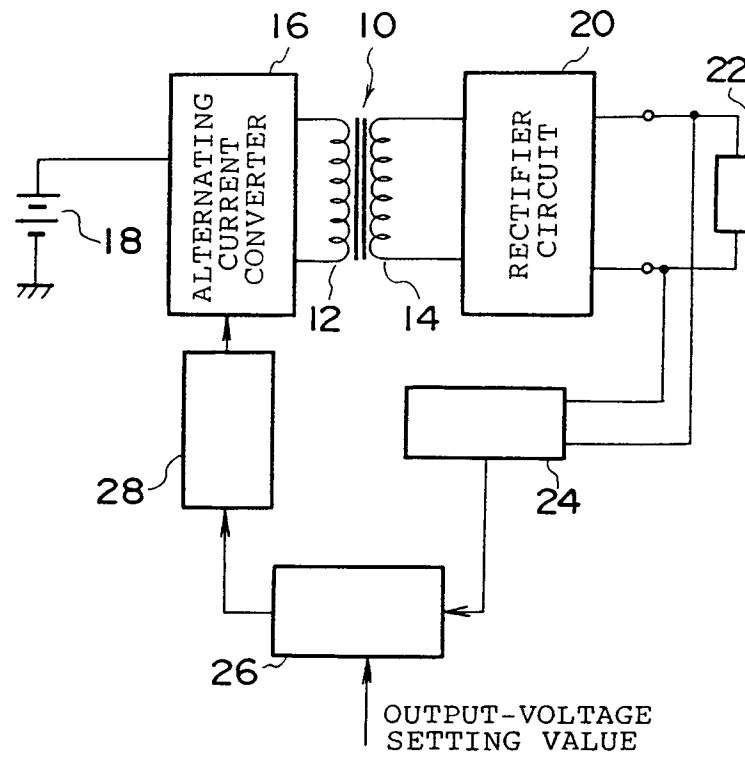 16
10
20
22
ALTERNATING
CURRENT
CONVERTER
RECTIFIER
CIRCUIT
18
12
14
28
24
26
OUTPUT-VOLTAGE
SETTING VALUE